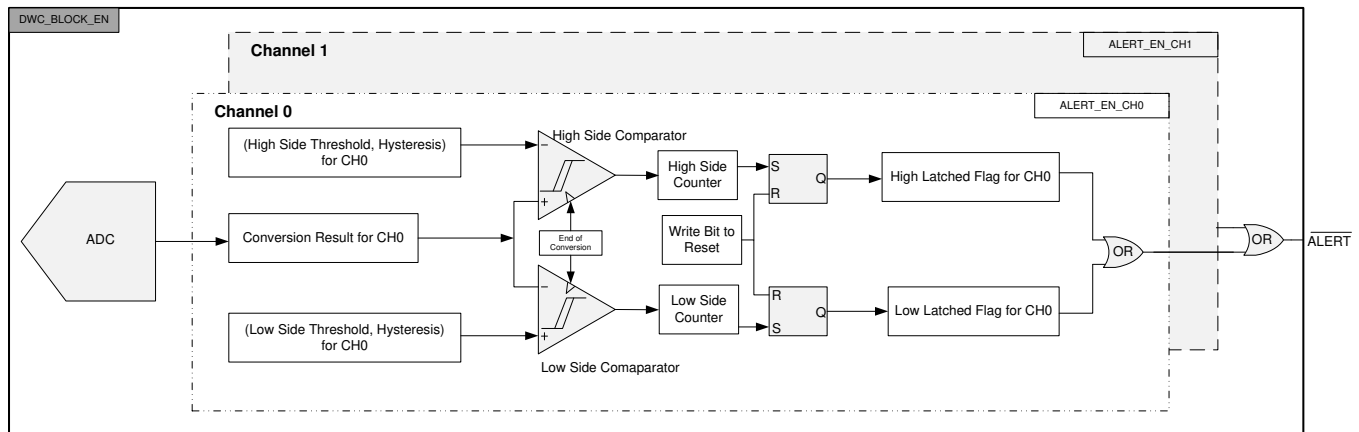 DWC_BLOCK_EN
Channel 1
ALERT_EN_CH1
Channel 0
ALERT_EN_CH0
(High Side Threshold, Hysteresis)
for CH0
High Side Comparator
−
+
High Side
Counter
S
R
Q
High Latched Flag for CH0
ADC
Conversion Result for CH0
End of
Conversion
Write Bit to
Reset
OR
OR
ALERT
(Low Side Threshold, Hysteresis)
for CH0
−
+
Low Side
Counter
R
S
Q
Low Latched Flag for CH0
Low Side Comaparator